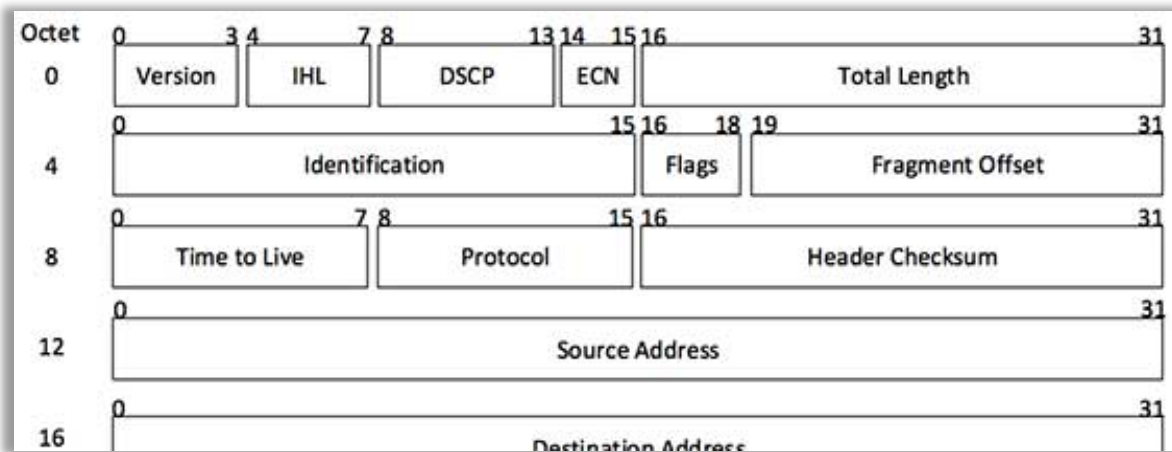 Octet 0 3 4 7 8 13 14 15 16 31
0 Version IHL DSCP ECN Total Length
0 15 16 18 19 31
4 Identification Flags Fragment Offset
0 7 8 15 16 31
8 Time to Live Protocol Header Checksum
0 31
12 Source Address
0 31
16 Destination Address